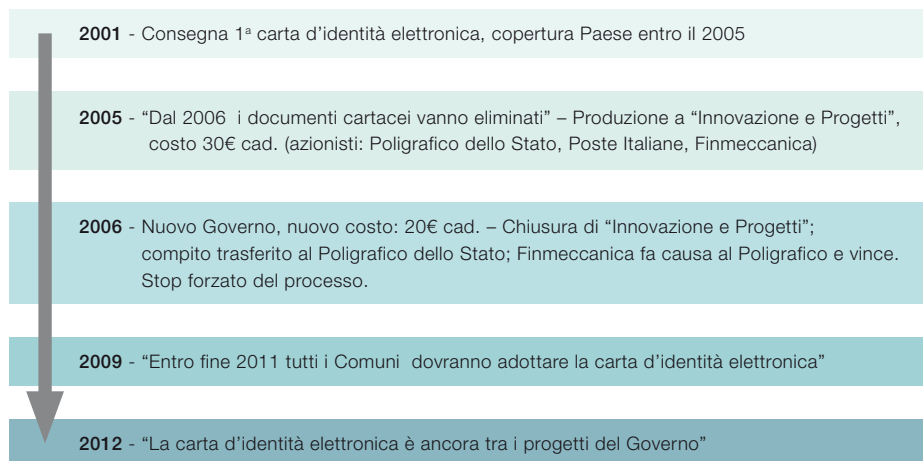 2001 - Consegna 1ª carta d’identità elettronica, copertura Paese entro il 2005
2005 - “Dal 2006 i documenti cartacei vanno eliminati” – Produzione a “Innovazione e Progetti”,
costo 30€ cad. (azionisti: Poligrafico dello Stato, Poste Italiane, Finmeccanica)
2006 - Nuovo Governo, nuovo costo: 20€ cad. – Chiusura di “Innovazione e Progetti”;
compito trasferito al Poligrafico dello Stato; Finmeccanica fa causa al Poligrafico e vince.
Stop forzato del processo.
2009 - “Entro fine 2011 tutti i Comuni dovranno adottare la carta d’identità elettronica”
2012 - “La carta d’identità elettronica è ancora tra i progetti del Governo”